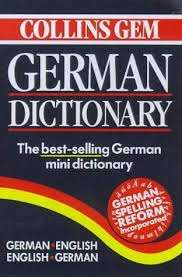 COLLINS GEM
GERMAN
DICTIONARY
The best-selling German
mini dictionary
GERMAN
SPELLING
REFORM
incorporated
GERMAN•ENGLISH
ENGLISH•GERMAN